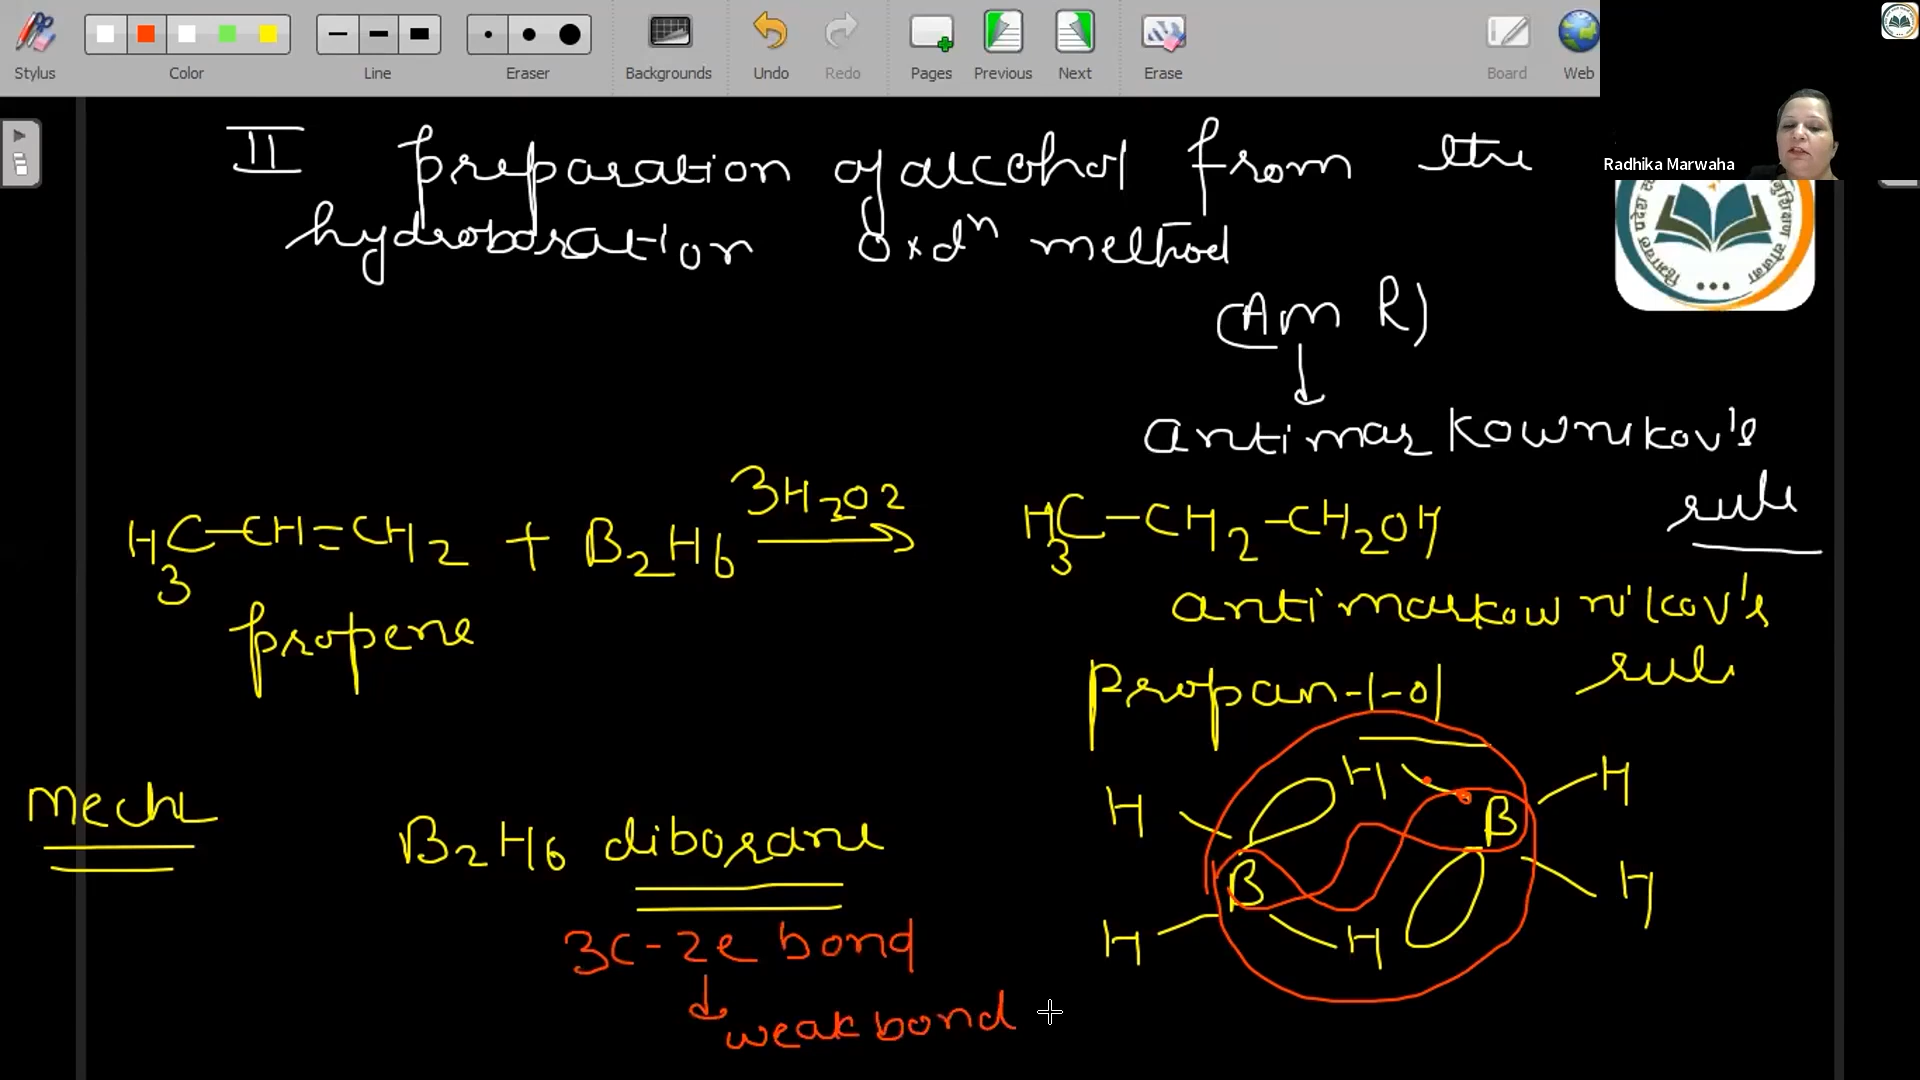 Stylus
Color
Line
Eraser
Backgrounds
Undo
Redo
Pages
Previous
Next
Erase
Board
Web
Radhika Marwaha
II preparation of alcohol from the
hydroboration Oxdⁿ method
(Am R)
antimarkownikov's
rule
H₃C-CH=CH₂ + B₂H₆ 3H₂O2 H₃C-CH₂-CH₂OH
propene
antimarkownikov's
rule
Propan-1-ol
Mech
B₂H₆ diborane
3C-2e bond
weak bond
H H B H
B H
H H